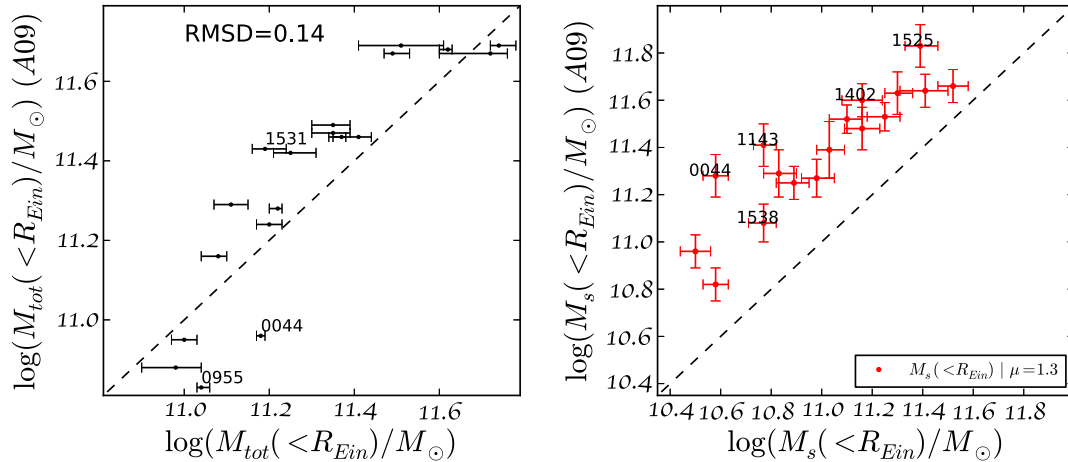 RMSD=0.14
1531
0044
0955
11.6
11.4
11.2
11.0
11.0 11.2 11.4 11.6
log(M_tot(<R_Ein)/M_⊙) (A09)
log(M_tot(<R_Ein)/M_⊙)
1525
1402
1143
0044
1538
11.8
11.6
11.4
11.2
11.0
10.8
10.6
10.4
10.4 10.6 10.8 11.0 11.2 11.4 11.6 11.8
log(M_s(<R_Ein)/M_⊙) (A09)
log(M_s(<R_Ein)/M_⊙)
M_s(<R_Ein) | μ=1.3